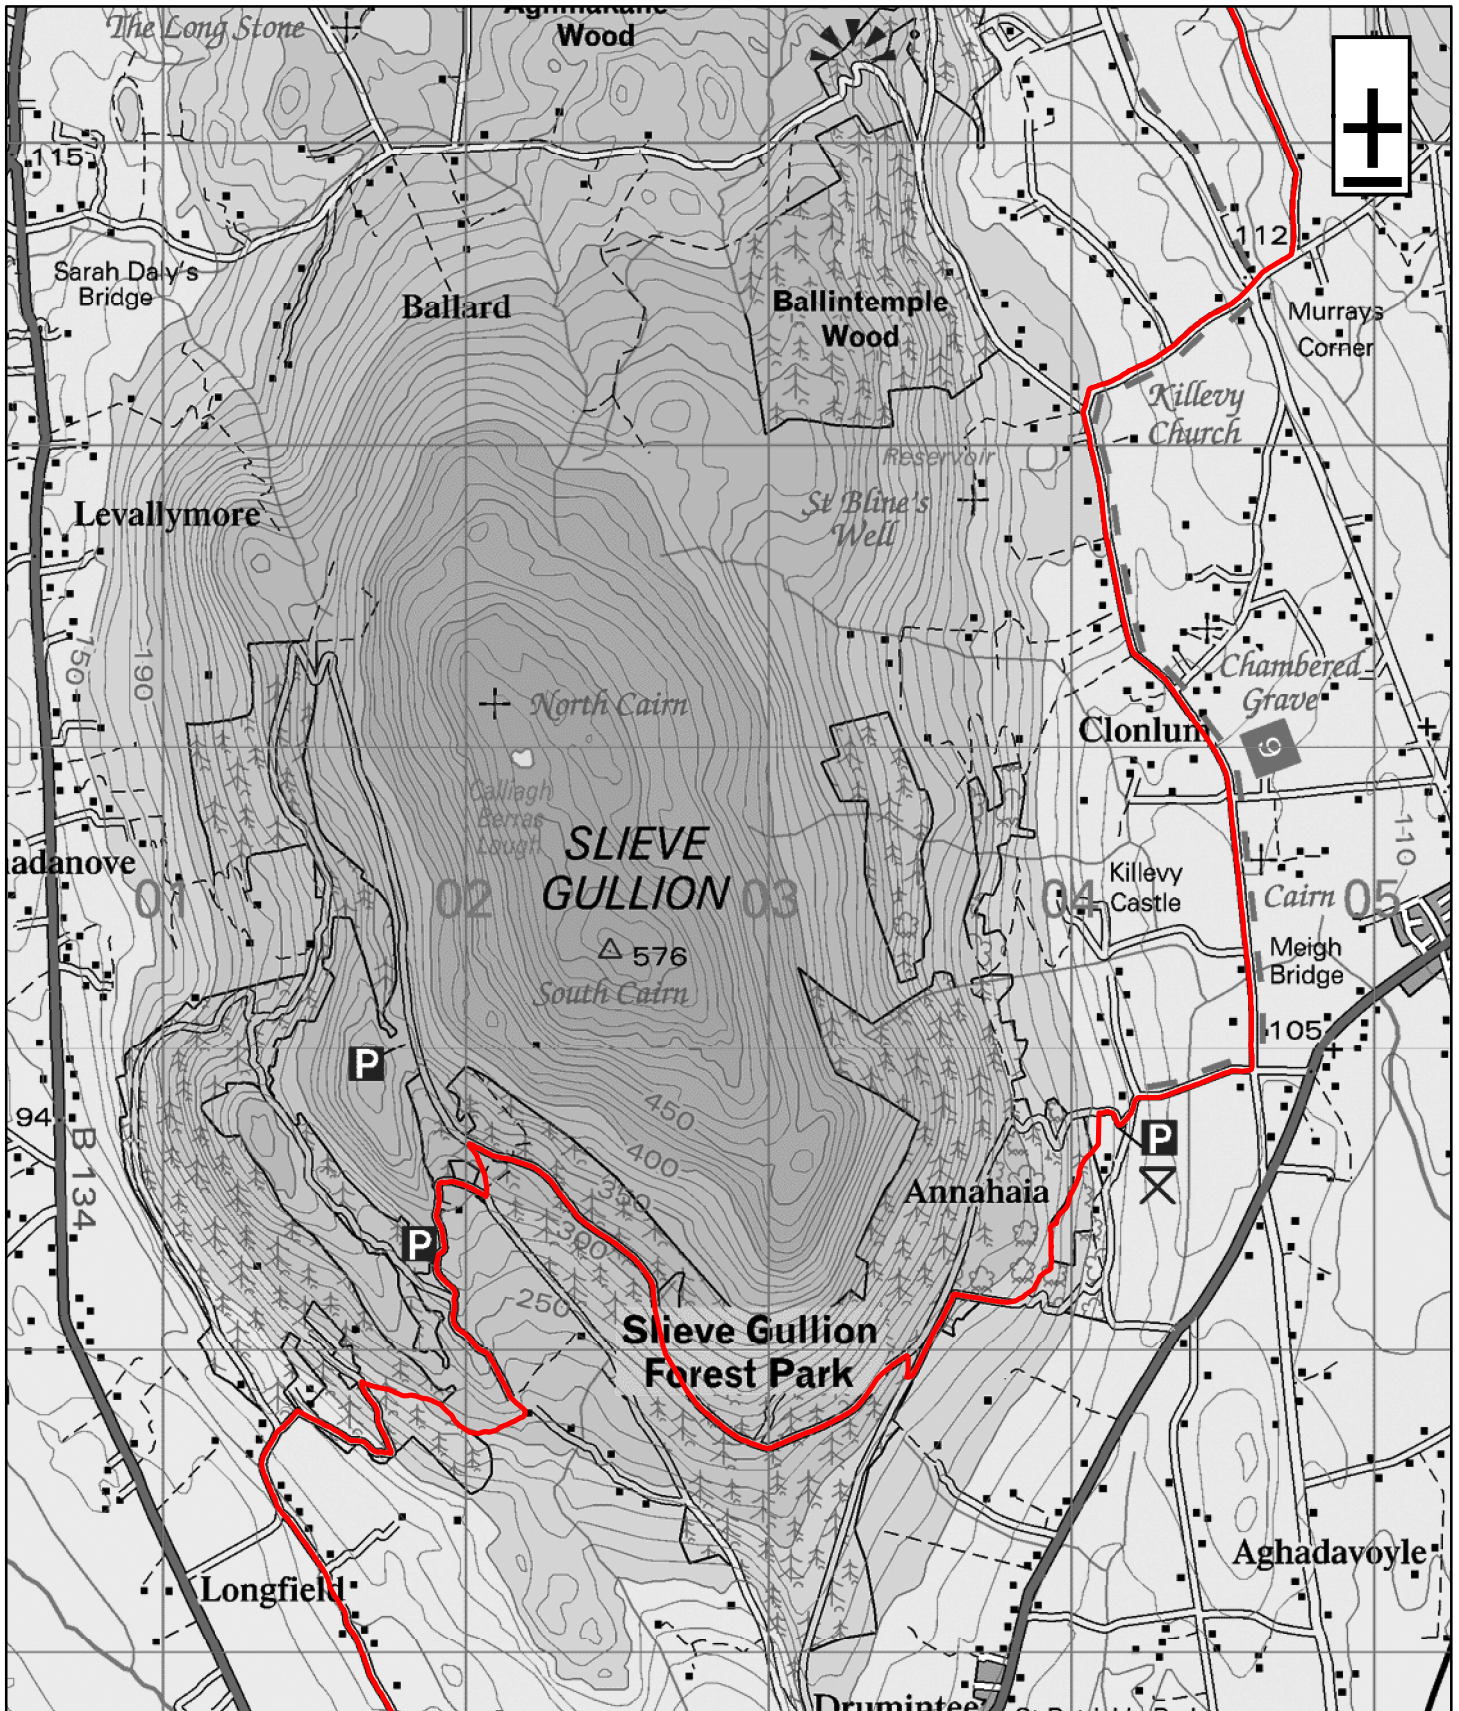 The Long Stone
Aghmakane
Wood
115
112
Sarah Daly's
Bridge
Ballard
Ballintemple
Wood
Murrays
Corner
Killevy
Church
Reservoir
St Bline's
Well
Levallymore
150
190
North Cairn
Chambered
Grave
Clonlum
9
Calliagh
Berras
Lough
SLIEVE
GULLION
110
adanove
Killevy
Castle
01
02
03
04
05
Cairn
576
South Cairn
Meigh
Bridge
105
P
450
94
B 134
P
400
Annahaia
350
P
300
250
Slieve Gullion
Forest Park
Aghadavoyle
Longfield
Drumintee